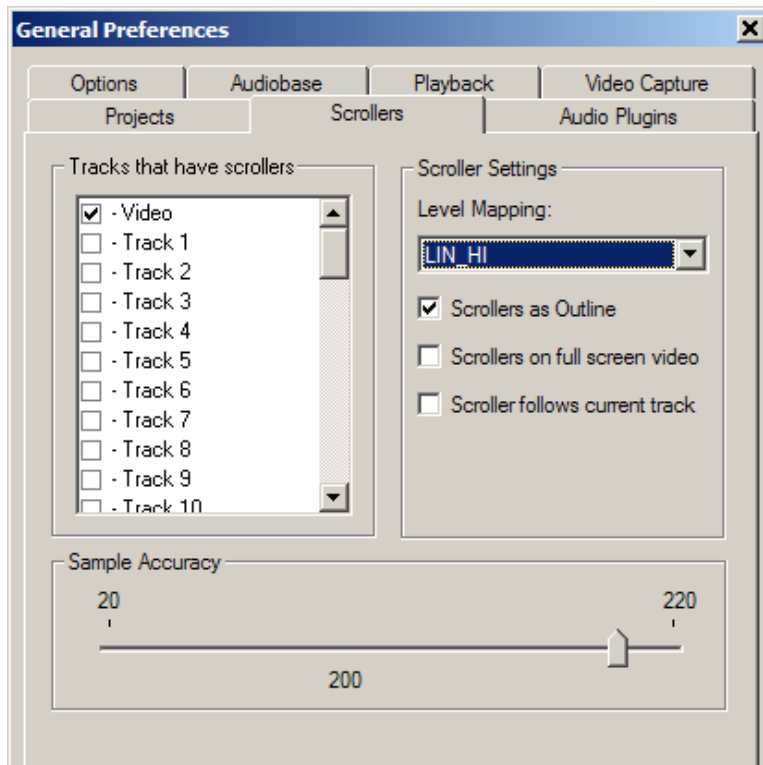 General Preferences
Options
Audiobase
Playback
Video Capture
Projects
Scrollers
Audio Plugins
Tracks that have scrollers
- Video
- Track 1
- Track 2
- Track 3
- Track 4
- Track 5
- Track 6
- Track 7
- Track 8
- Track 9
- Track 10
Scroller Settings
Level Mapping:
LIN_HI
Scrollers as Outline
Scrollers on full screen video
Scroller follows current track
Sample Accuracy
20
220
200